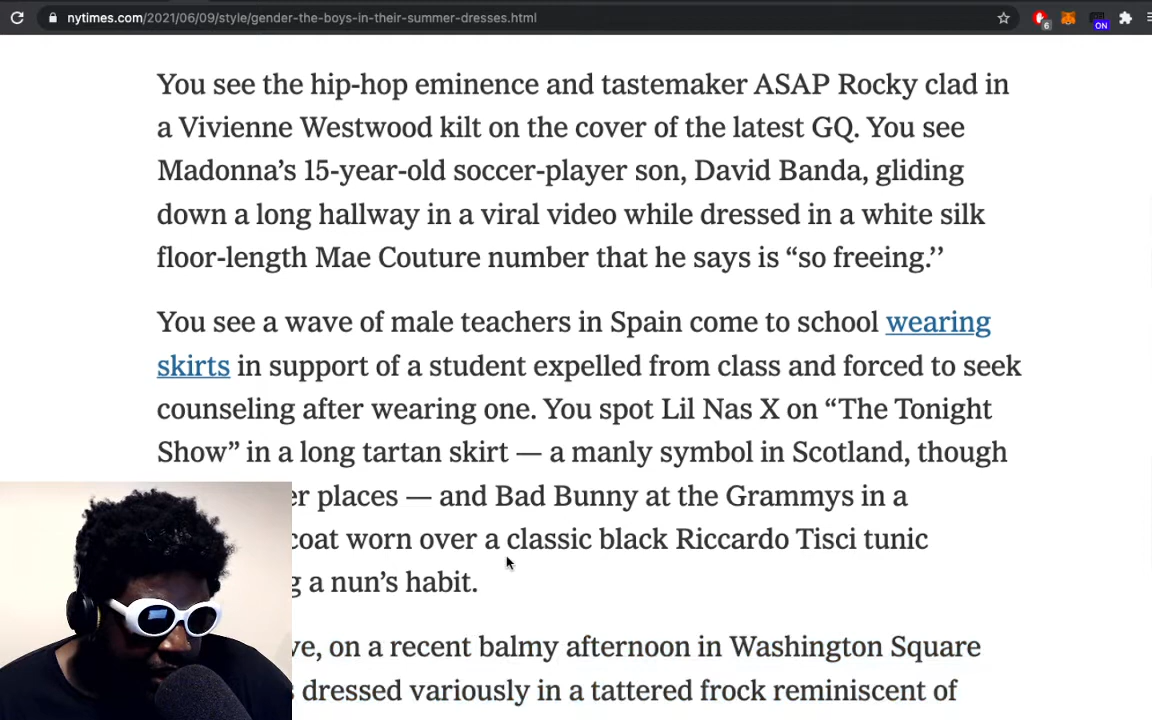 nytimes.com/2021/06/09/style/gender-the-boys-in-their-summer-dresses.html
6
ON
You see the hip-hop eminence and tastemaker ASAP Rocky clad in
a Vivienne Westwood kilt on the cover of the latest GQ. You see
Madonna’s 15-year-old soccer-player son, David Banda, gliding
down a long hallway in a viral video while dressed in a white silk
floor-length Mae Couture number that he says is “so freeing.’’
You see a wave of male teachers in Spain come to school wearing
skirts in support of a student expelled from class and forced to seek
counseling after wearing one. You spot Lil Nas X on “The Tonight
Show” in a long tartan skirt — a manly symbol in Scotland, though
places — and Bad Bunny at the Grammys in a
coat worn over a classic black Riccardo Tisci tunic
a nun’s habit.
on a recent balmy afternoon in Washington Square
dressed variously in a tattered frock reminiscent of